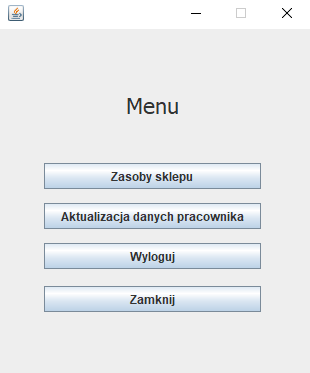 Menu
Zasoby sklepu
Aktualizacja danych pracownika
Wyloguj
Zamknij